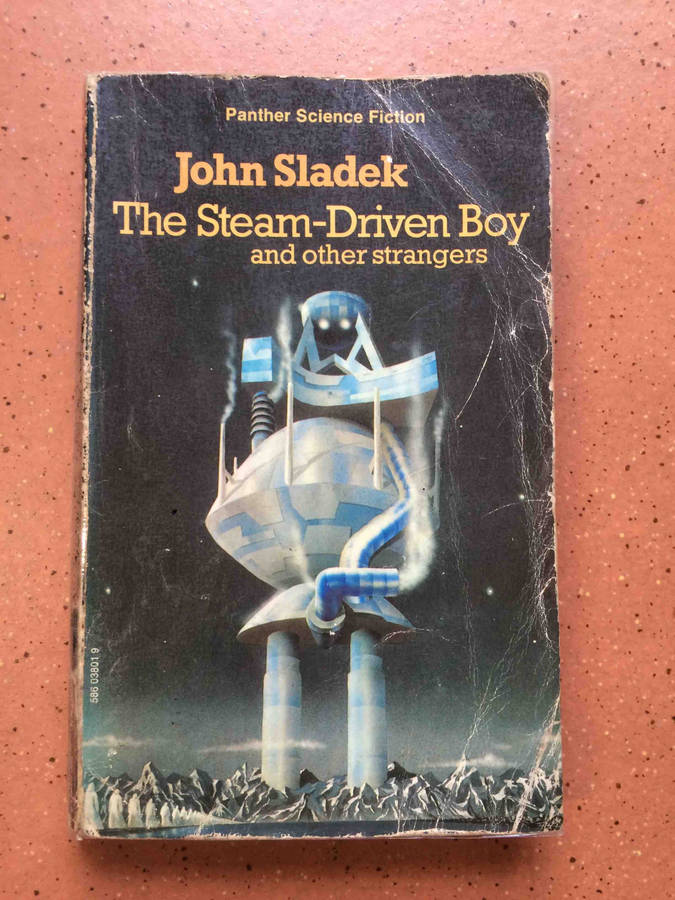 Panther Science Fiction
John Sladek
The Steam-Driven Boy
and other strangers
586 03801 9